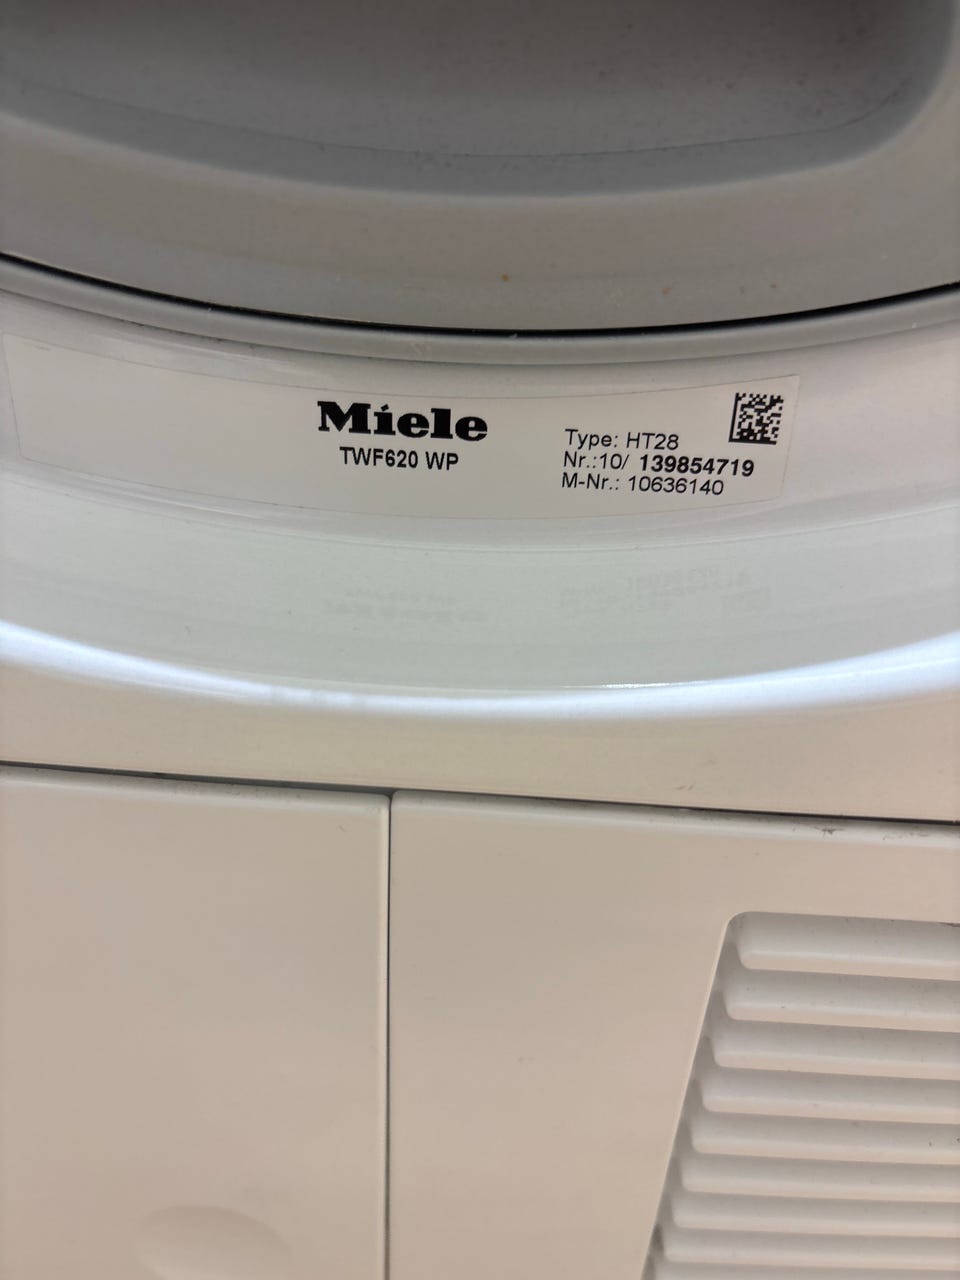 Miele
TWF620 WP
Type: HT28
Nr.:10/ 139854719
M-Nr.: 10636140